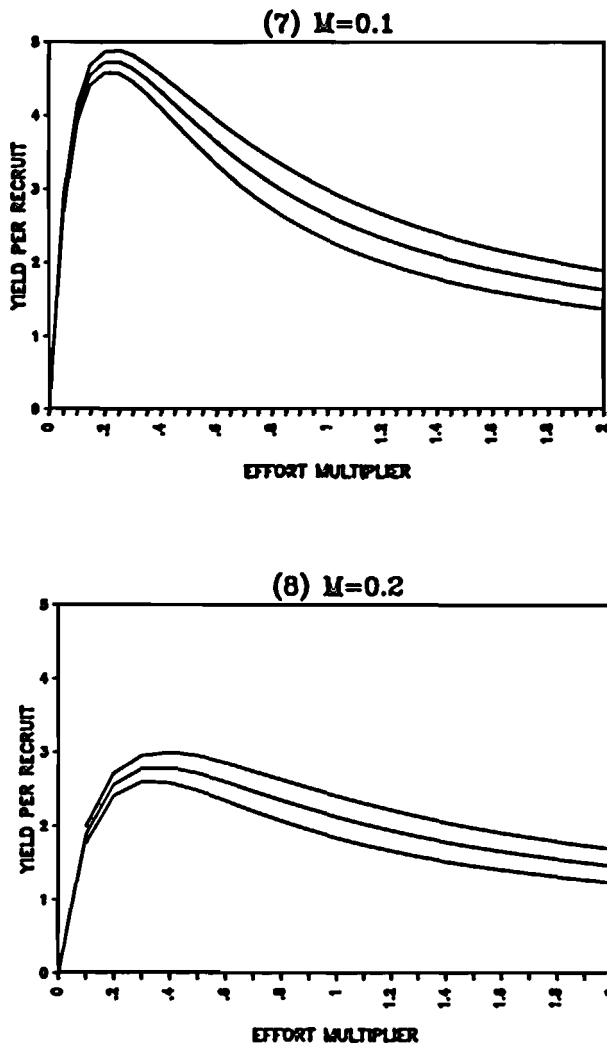 (7) M=0.1
YIELD PER RECRUIT
5
4
3
2
1
0
0 .2 .4 .6 .8 1 1.2 1.4 1.6 1.8 2
EFFORT MULTIPLIER
(8) M=0.2
YIELD PER RECRUIT
5
4
3
2
1
0
0 .2 .4 .6 .8 1 1.2 1.4 1.6 1.8
EFFORT MULTIPLIER